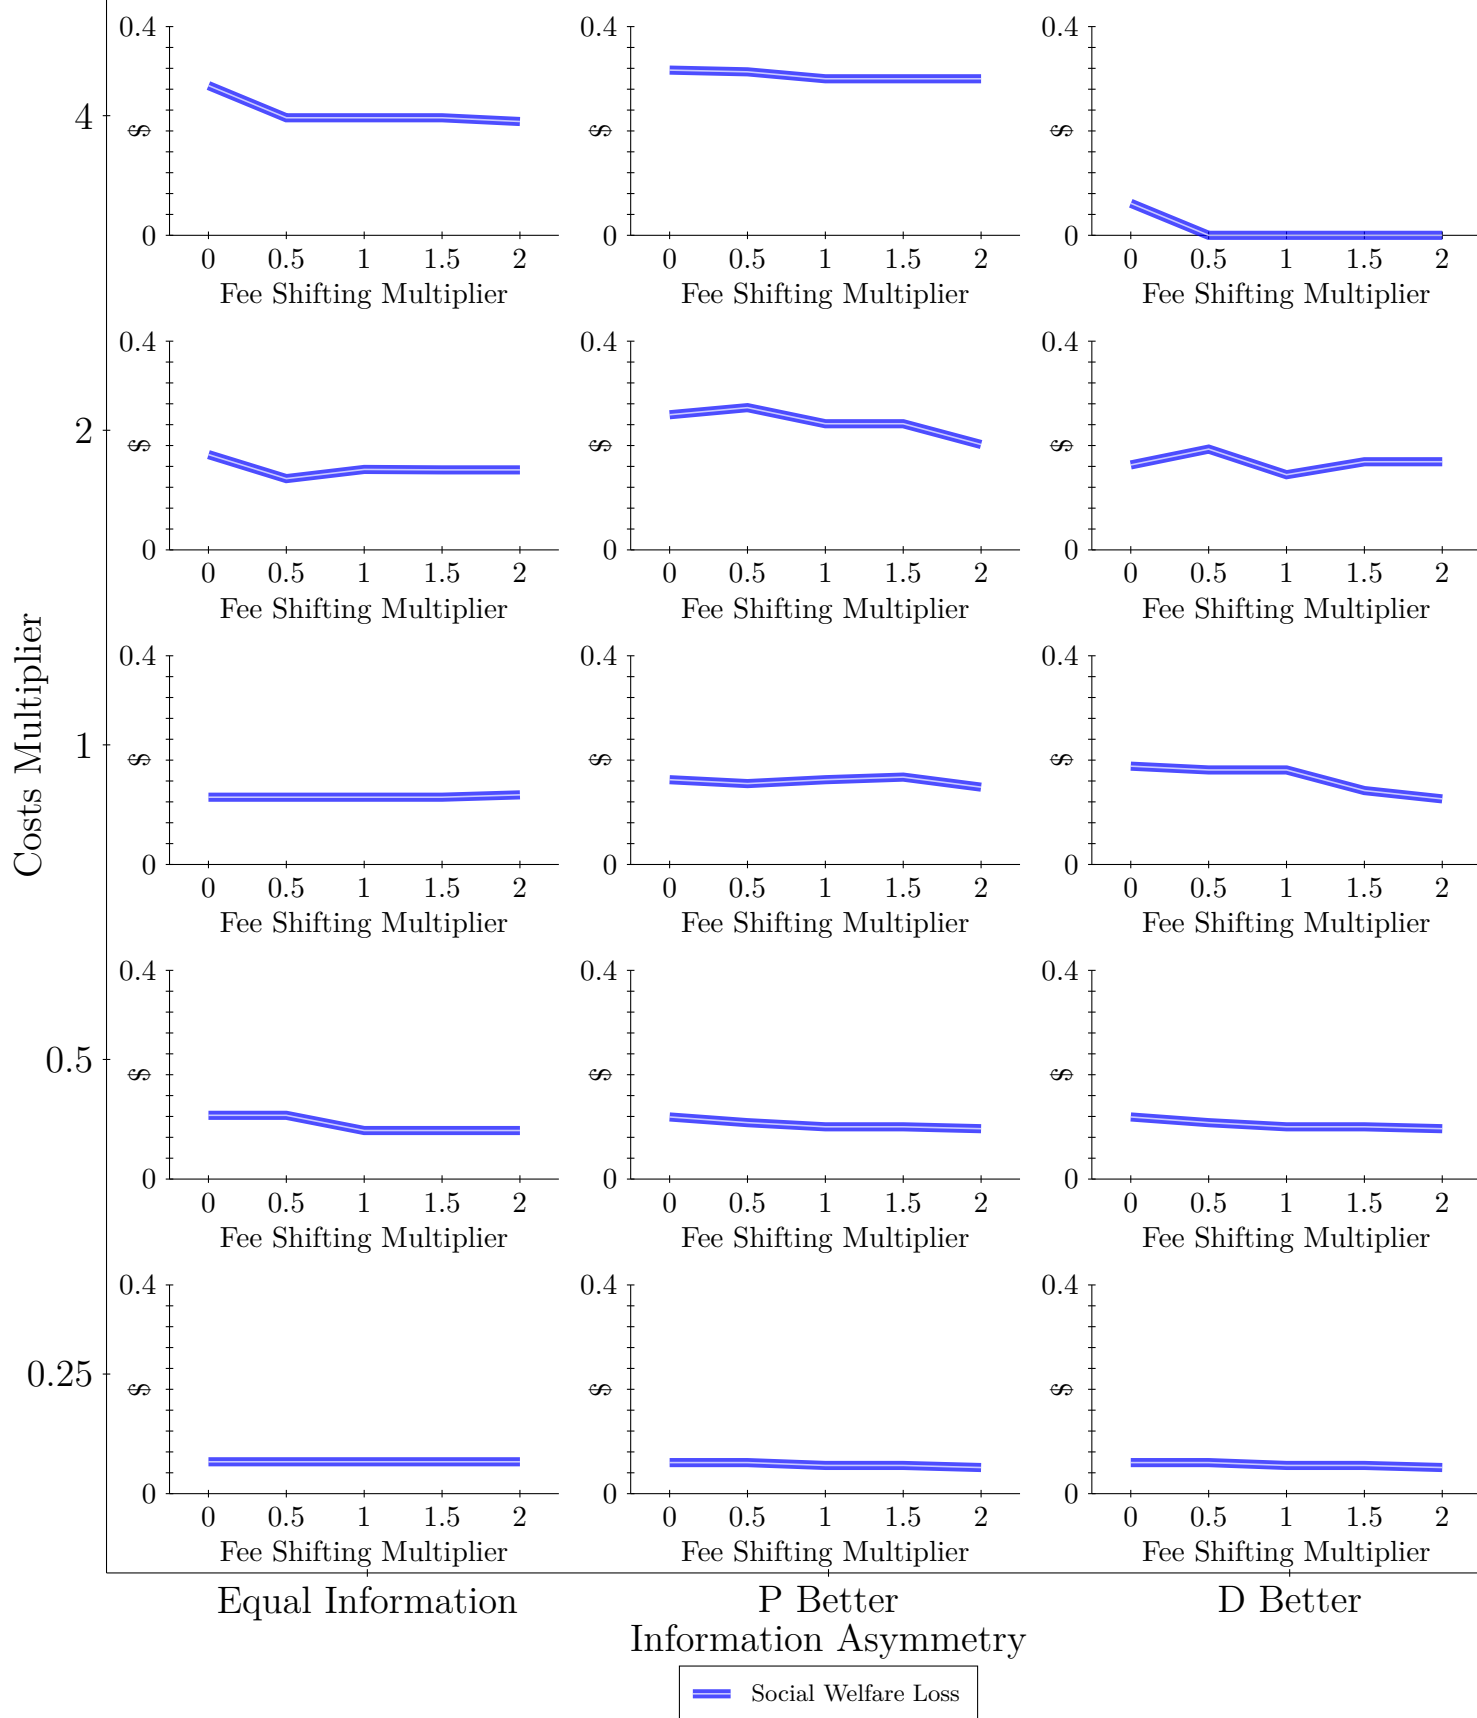 0.4
$
0
0 0.5 1 1.5 2
Fee Shifting Multiplier
0.4
$
0
0 0.5 1 1.5 2
Fee Shifting Multiplier
0.4
$
0
0 0.5 1 1.5 2
Fee Shifting Multiplier
4
0.4
$
0
0 0.5 1 1.5 2
Fee Shifting Multiplier
0.4
$
0
0 0.5 1 1.5 2
Fee Shifting Multiplier
0.4
$
0
0 0.5 1 1.5 2
Fee Shifting Multiplier
2
0.4
$
0
0 0.5 1 1.5 2
Fee Shifting Multiplier
0.4
$
0
0 0.5 1 1.5 2
Fee Shifting Multiplier
0.4
$
0
0 0.5 1 1.5 2
Fee Shifting Multiplier
1
Costs Multiplier
0.4
$
0
0 0.5 1 1.5 2
Fee Shifting Multiplier
0.4
$
0
0 0.5 1 1.5 2
Fee Shifting Multiplier
0.4
$
0
0 0.5 1 1.5 2
Fee Shifting Multiplier
0.5
0.4
$
0
0 0.5 1 1.5 2
Fee Shifting Multiplier
0.4
$
0
0 0.5 1 1.5 2
Fee Shifting Multiplier
0.4
$
0
0 0.5 1 1.5 2
Fee Shifting Multiplier
0.25
Equal Information
P Better
D Better
Information Asymmetry
Social Welfare Loss